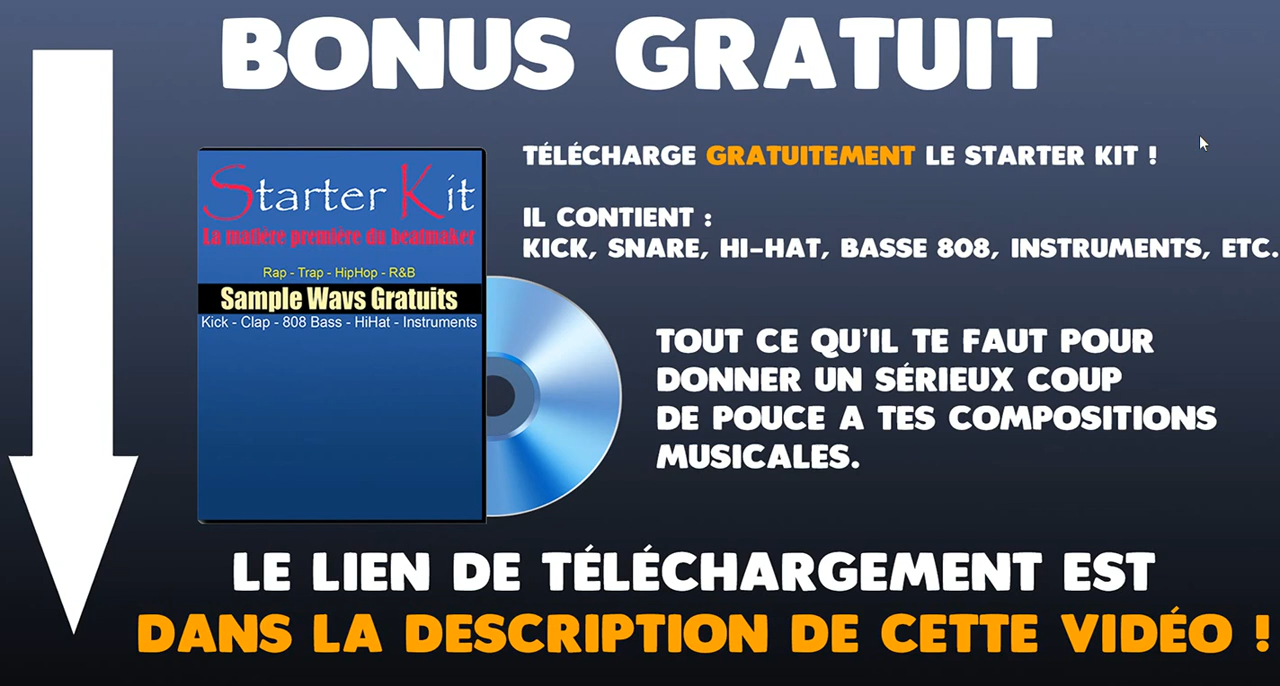 BONUS GRATUIT
TÉLÉCHARGE GRATUITEMENT LE STARTER KIT !
IL CONTIENT :
KICK, SNARE, HI-HAT, BASSE 808, INSTRUMENTS, ETC.
Starter Kit
La matière première du beatmaker
Rap - Trap - HipHop - R&B
Sample Wavs Gratuits
Kick - Clap - 808 Bass - HiHat - Instruments
TOUT CE QU'IL TE FAUT POUR
DONNER UN SÉRIEUX COUP
DE POUCE A TES COMPOSITIONS
MUSICALES.
LE LIEN DE TÉLÉCHARGEMENT EST
DANS LA DESCRIPTION DE CETTE VIDÉO !